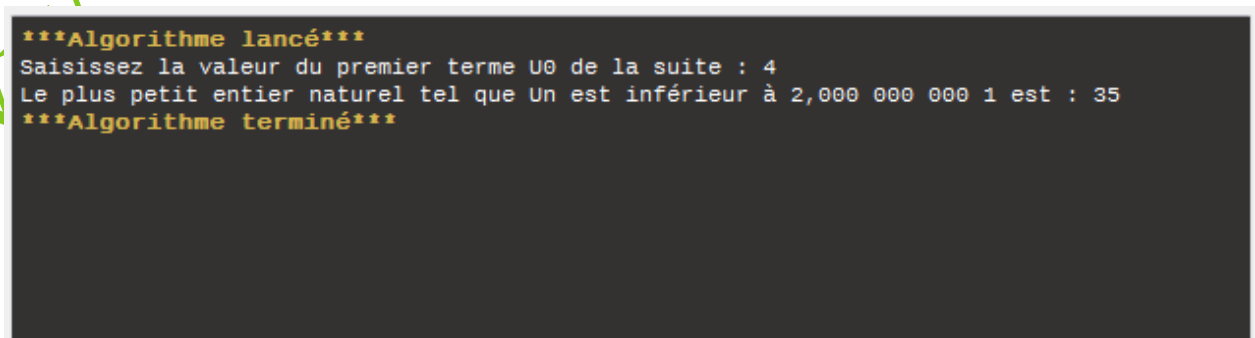 ***Algorithme lancé***
Saisissez la valeur du premier terme U0 de la suite : 4
Le plus petit entier naturel tel que Un est inférieur à 2,000 000 000 1 est : 35
***Algorithme terminé***